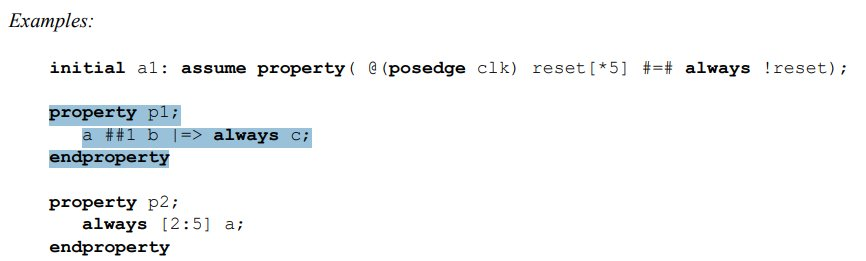 Examples:
initial a1: assume property( @(posedge clk) reset[*5] #=# always !reset);
property p1;
a ##1 b |=> always c;
endproperty
property p2;
always [2:5] a;
endproperty